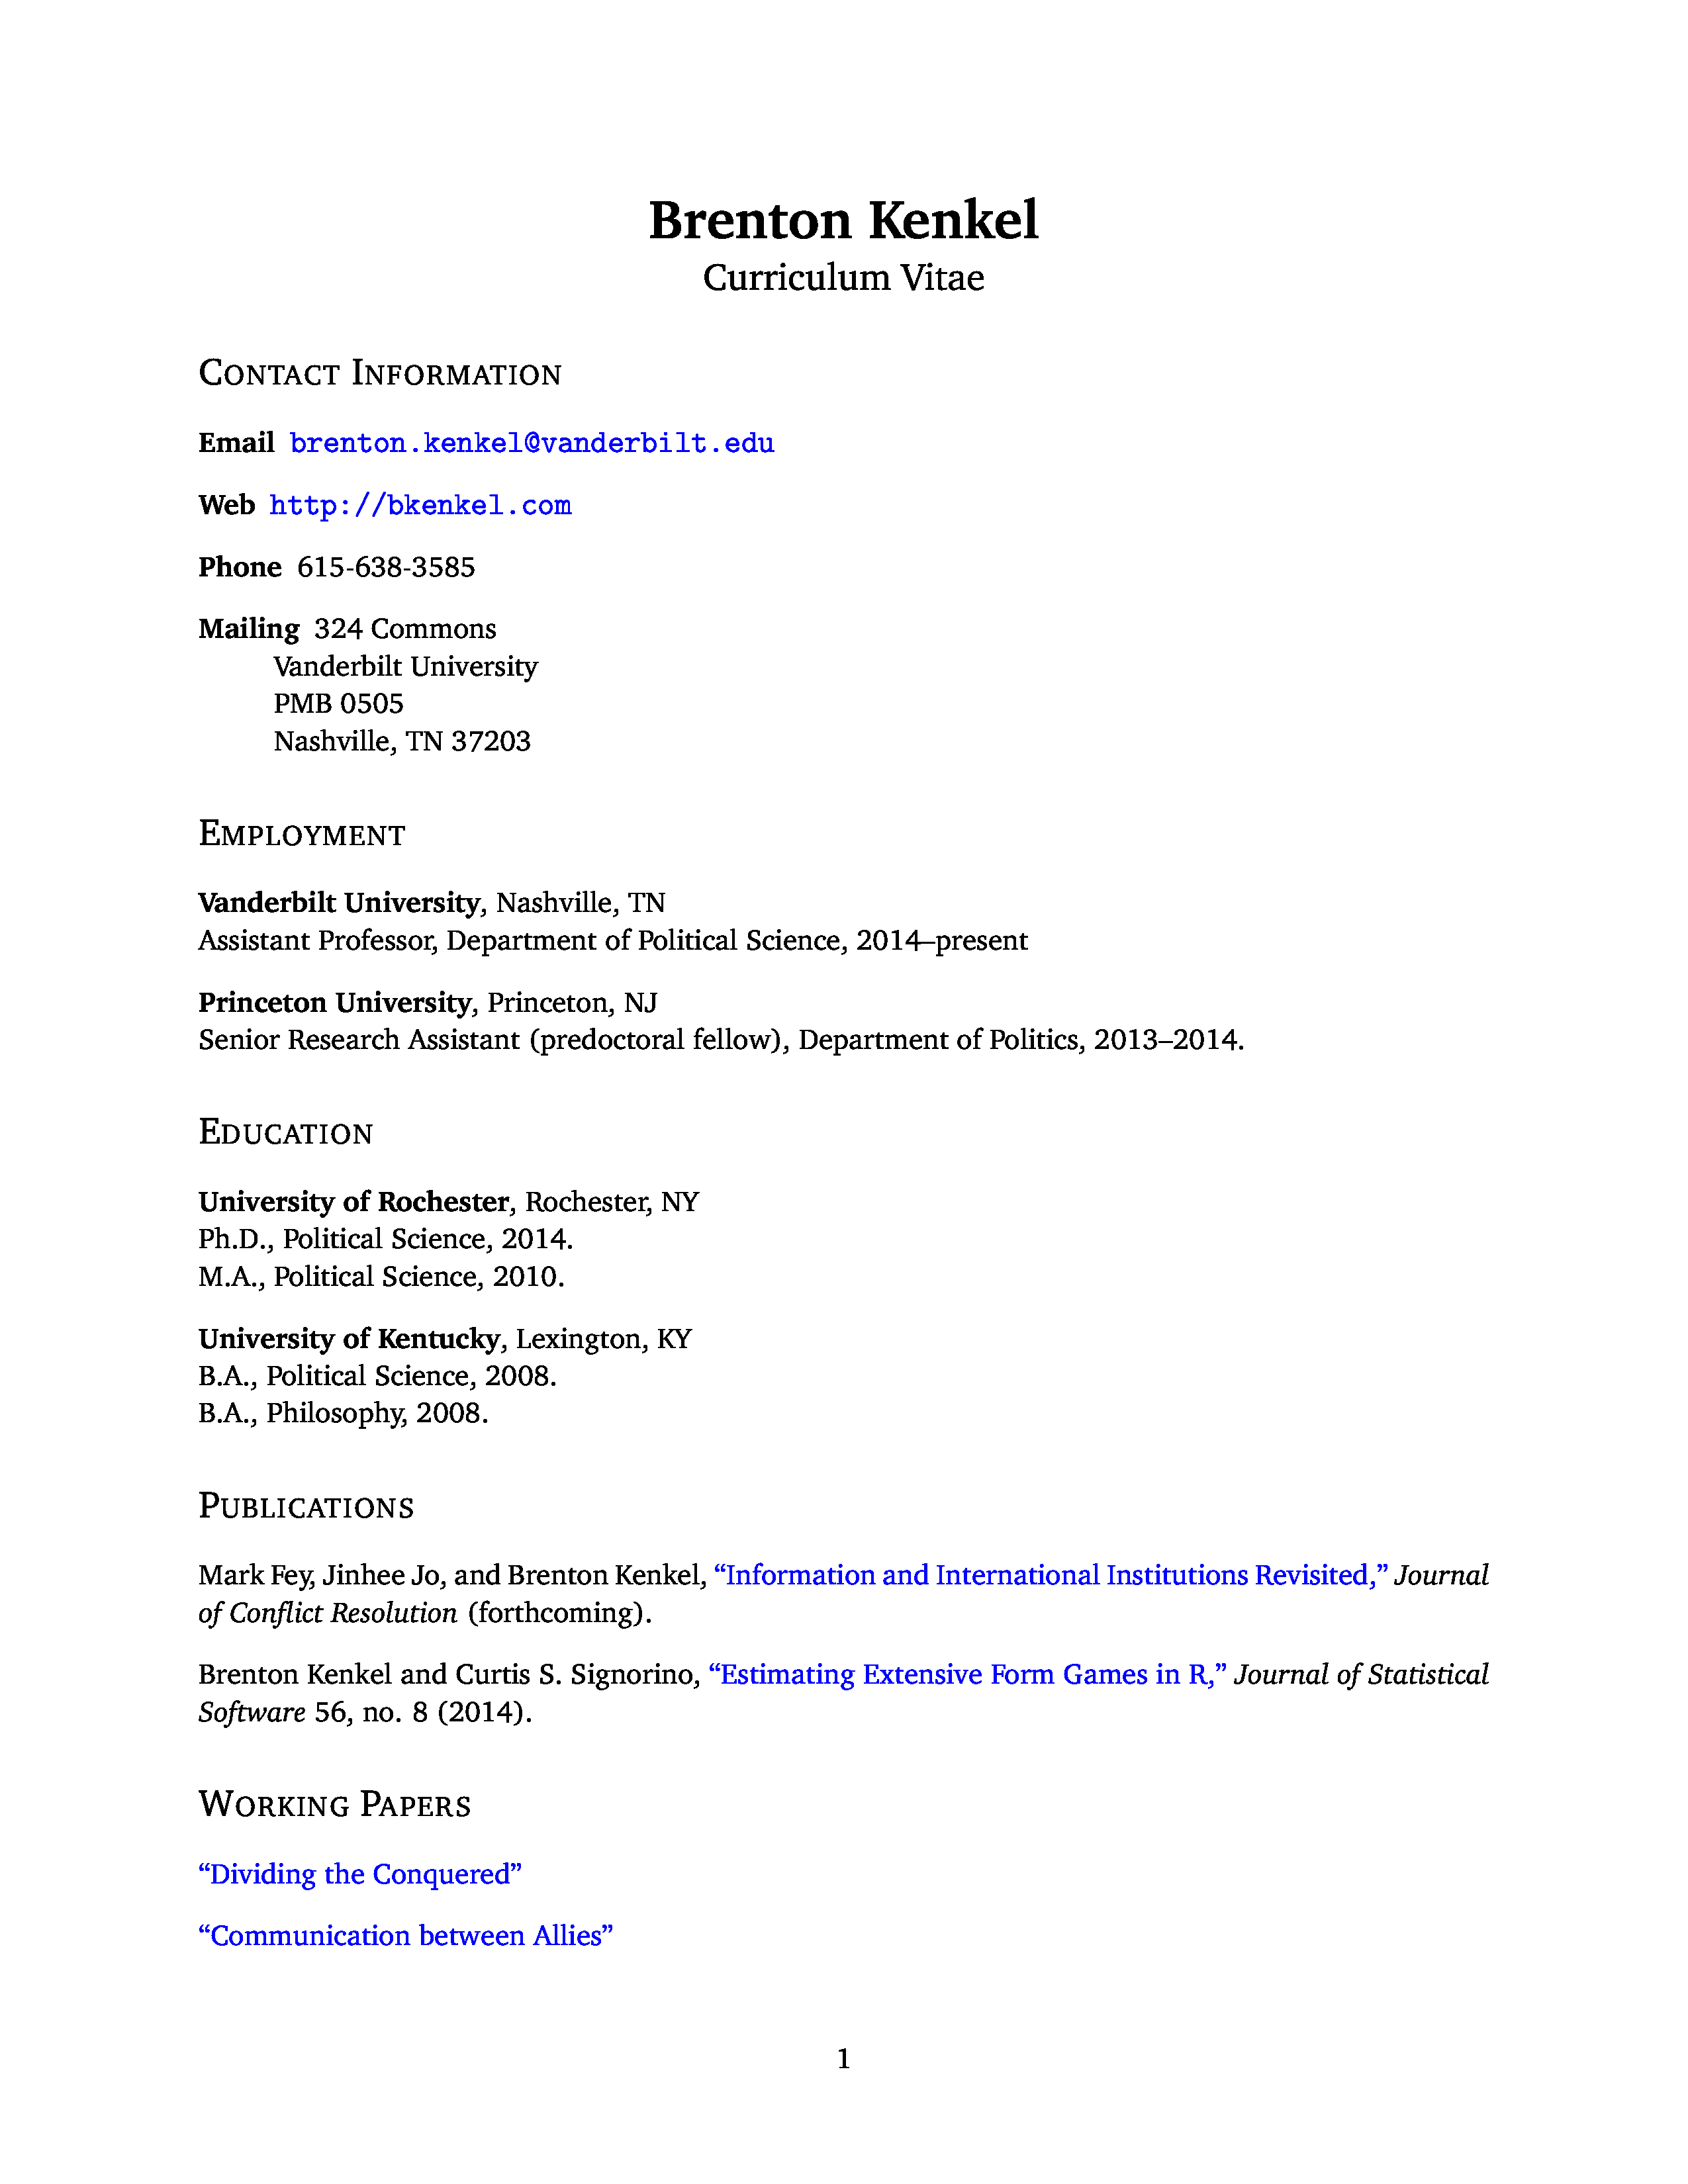 Brenton Kenkel
Curriculum Vitae
Contact Information
Email brenton.kenkel@vanderbilt.edu
Web http://bkenkel.com
Phone 615-638-3585
Mailing 324 Commons
Vanderbilt University
PMB 0505
Nashville, TN 37203
Employment
Vanderbilt University, Nashville, TN
Assistant Professor, Department of Political Science, 2014–present
Princeton University, Princeton, NJ
Senior Research Assistant (predoctoral fellow), Department of Politics, 2013–2014.
Education
University of Rochester, Rochester, NY
Ph.D., Political Science, 2014.
M.A., Political Science, 2010.
University of Kentucky, Lexington, KY
B.A., Political Science, 2008.
B.A., Philosophy, 2008.
Publications
Mark Fey, Jinhee Jo, and Brenton Kenkel, “Information and International Institutions Revisited,” Journal
of Conflict Resolution (forthcoming).
Brenton Kenkel and Curtis S. Signorino, “Estimating Extensive Form Games in R,” Journal of Statistical
Software 56, no. 8 (2014).
Working Papers
“Dividing the Conquered”
“Communication between Allies”
1